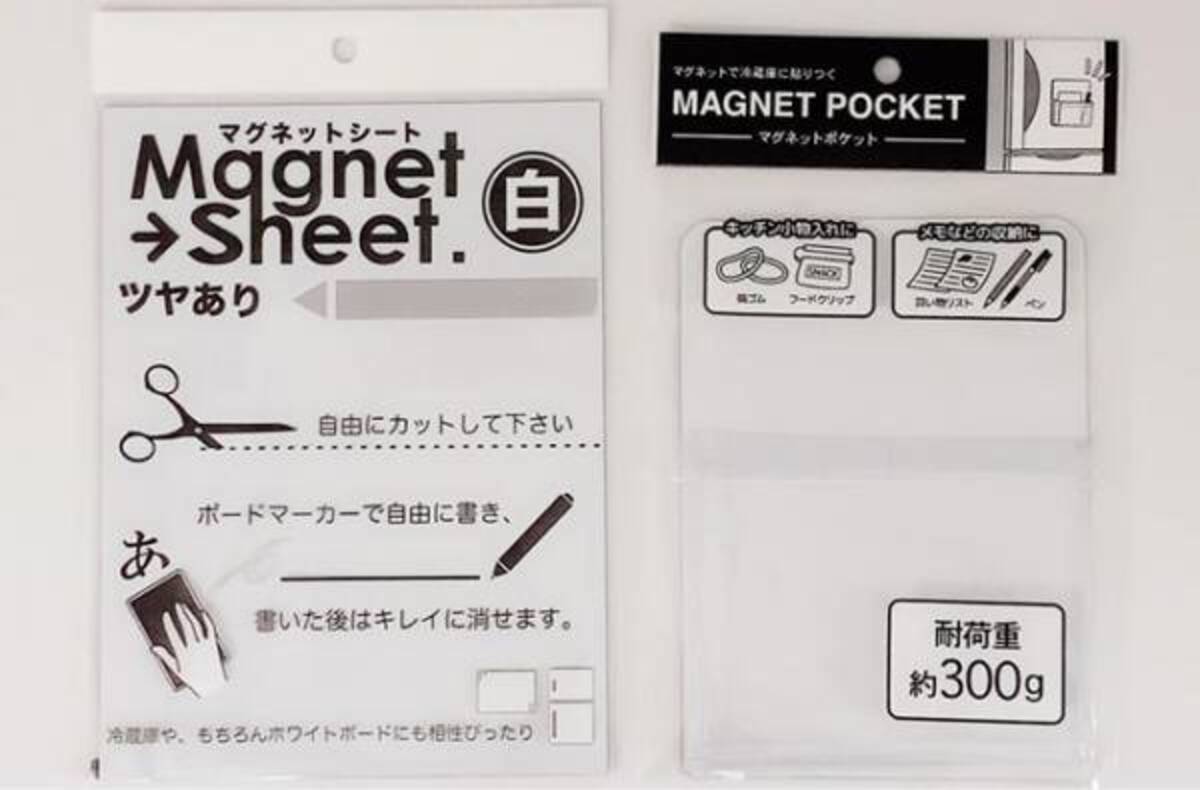 マグネットシート
Magnet
→Sheet.
白
ツヤあり
自由にカットして下さい
ボードマーカーで自由に書き、
あ
書いた後はキレイに消せます。
冷蔵庫や、もちろんホワイトボードにも相性ぴったり
マグネットで冷蔵庫に貼りつく
MAGNET POCKET
マグネットポケット
キッチン小物入れに
SNACK
輪ゴム
フードクリップ
メモなどの収納に
買い物リスト
ペン
耐荷重
約300g